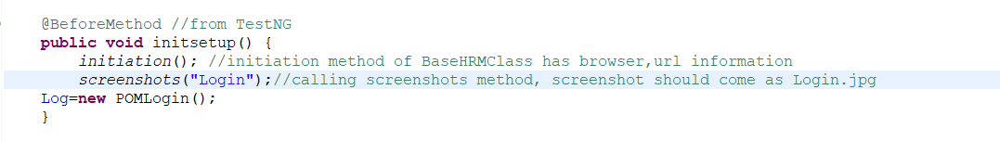 @BeforeMethod //from TestNG
public void initsetup() {
initiation(); //initiation method of BaseHRMClass has browser,url information
screenshots("Login");//calling screenshots method, screenshot should come as Login.jpg
Log=new POMLogin();
}